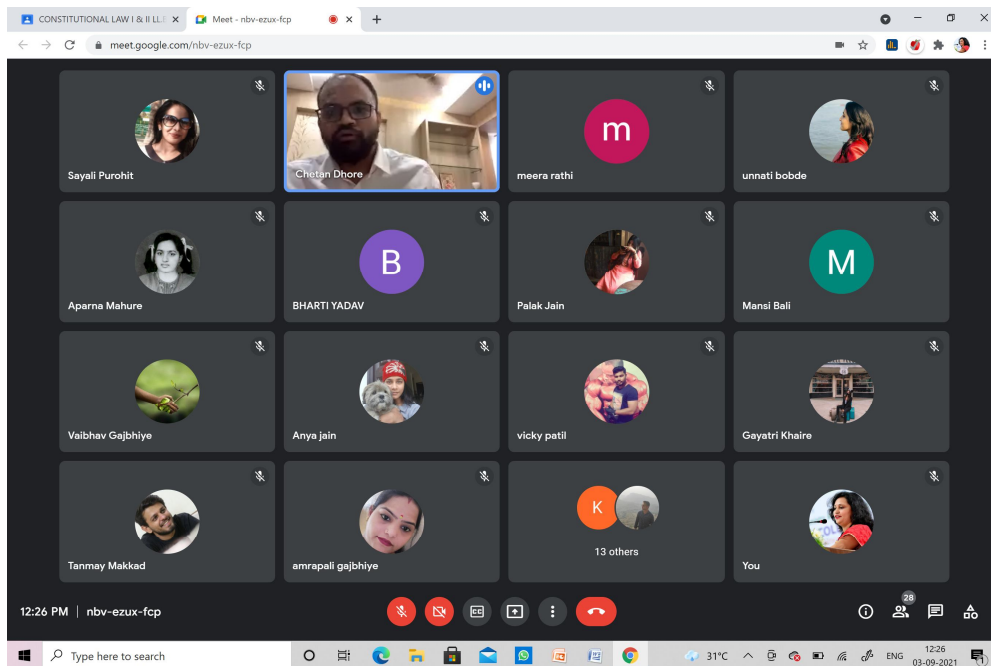 CONSTITUTIONAL LAW I & II LL.
Meet - nbv-ezux-fcp
meet.google.com/nbv-ezux-fcp
Sayali Purohit
Chetan Dhore
m
meera rathi
unnati bobde
Aparna Mahure
B
BHARTI YADAV
Palak Jain
M
Mansi Bali
Vaibhav Gajbhiye
Anya jain
vicky patil
Gayatri Khaire
Tanmay Makkad
amrapali gajbhiye
K
13 others
You
12:26 PM | nbv-ezux-fcp
CC
28
Type here to search
31°C
ENG
12:26
03-09-2021